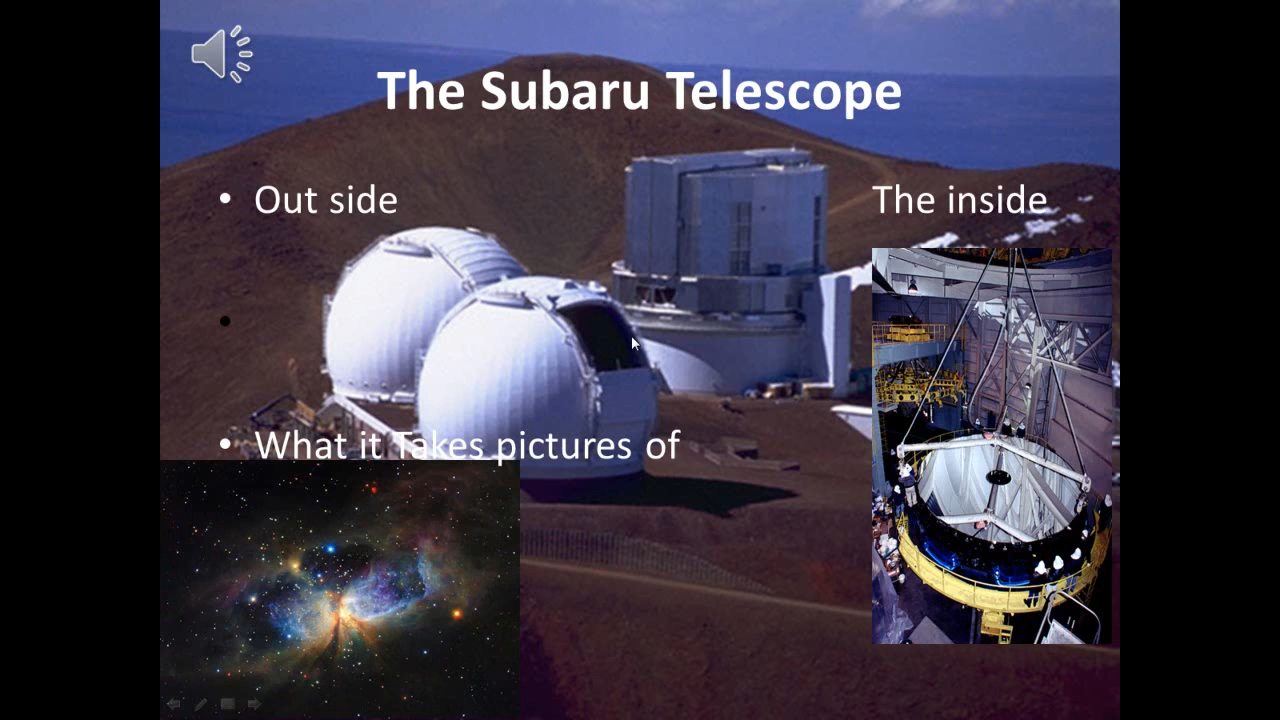 The Subaru Telescope
• Out side
The inside
•
• What it Takes pictures of